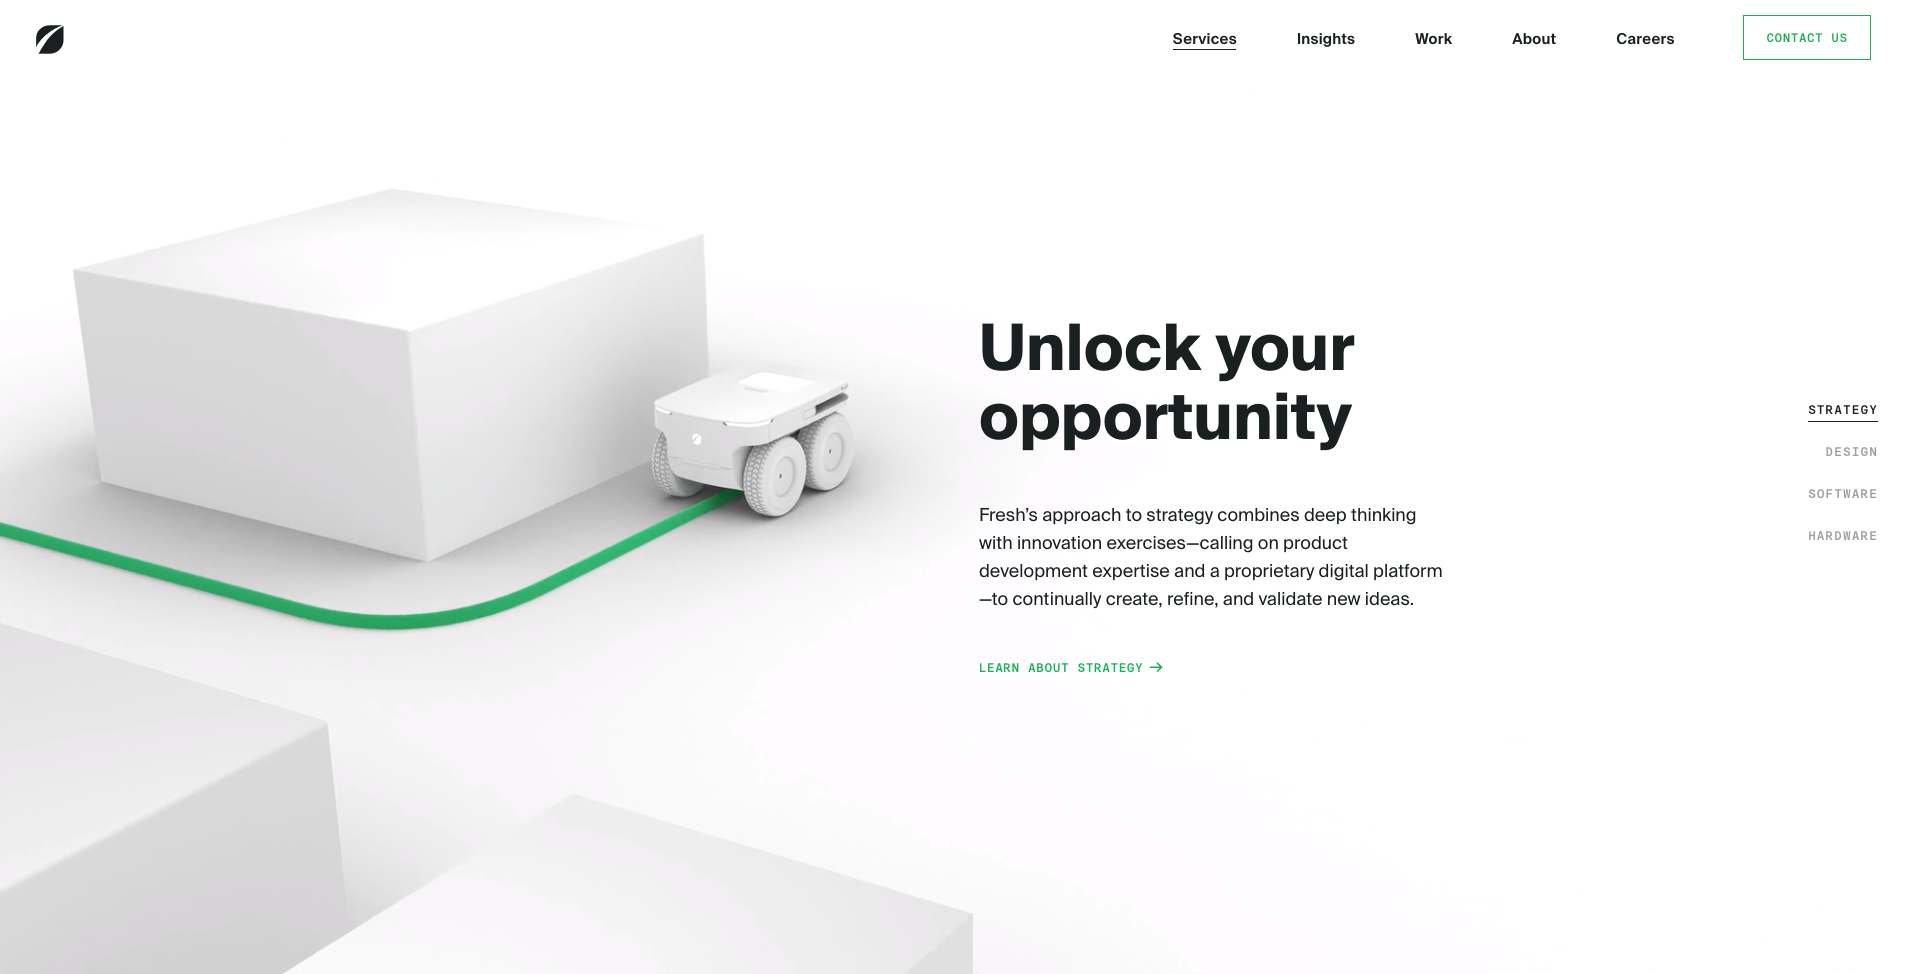 Services
Insights
Work
About
Careers
CONTACT US
Unlock your
opportunity
Fresh’s approach to strategy combines deep thinking
with innovation exercises—calling on product
development expertise and a proprietary digital platform
—to continually create, refine, and validate new ideas.
LEARN ABOUT STRATEGY
STRATEGY
DESIGN
SOFTWARE
HARDWARE